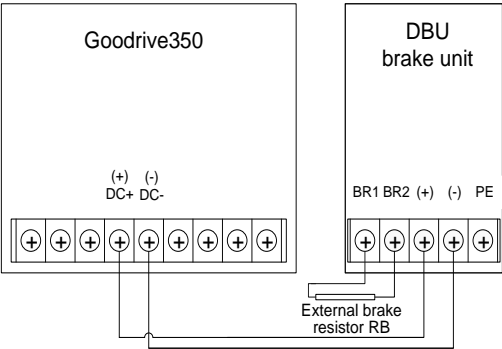 Goodrive350
(+) (-)
DC+ DC-
DBU
brake unit
BR1 BR2 (+) (-) PE
External brake
resistor RB